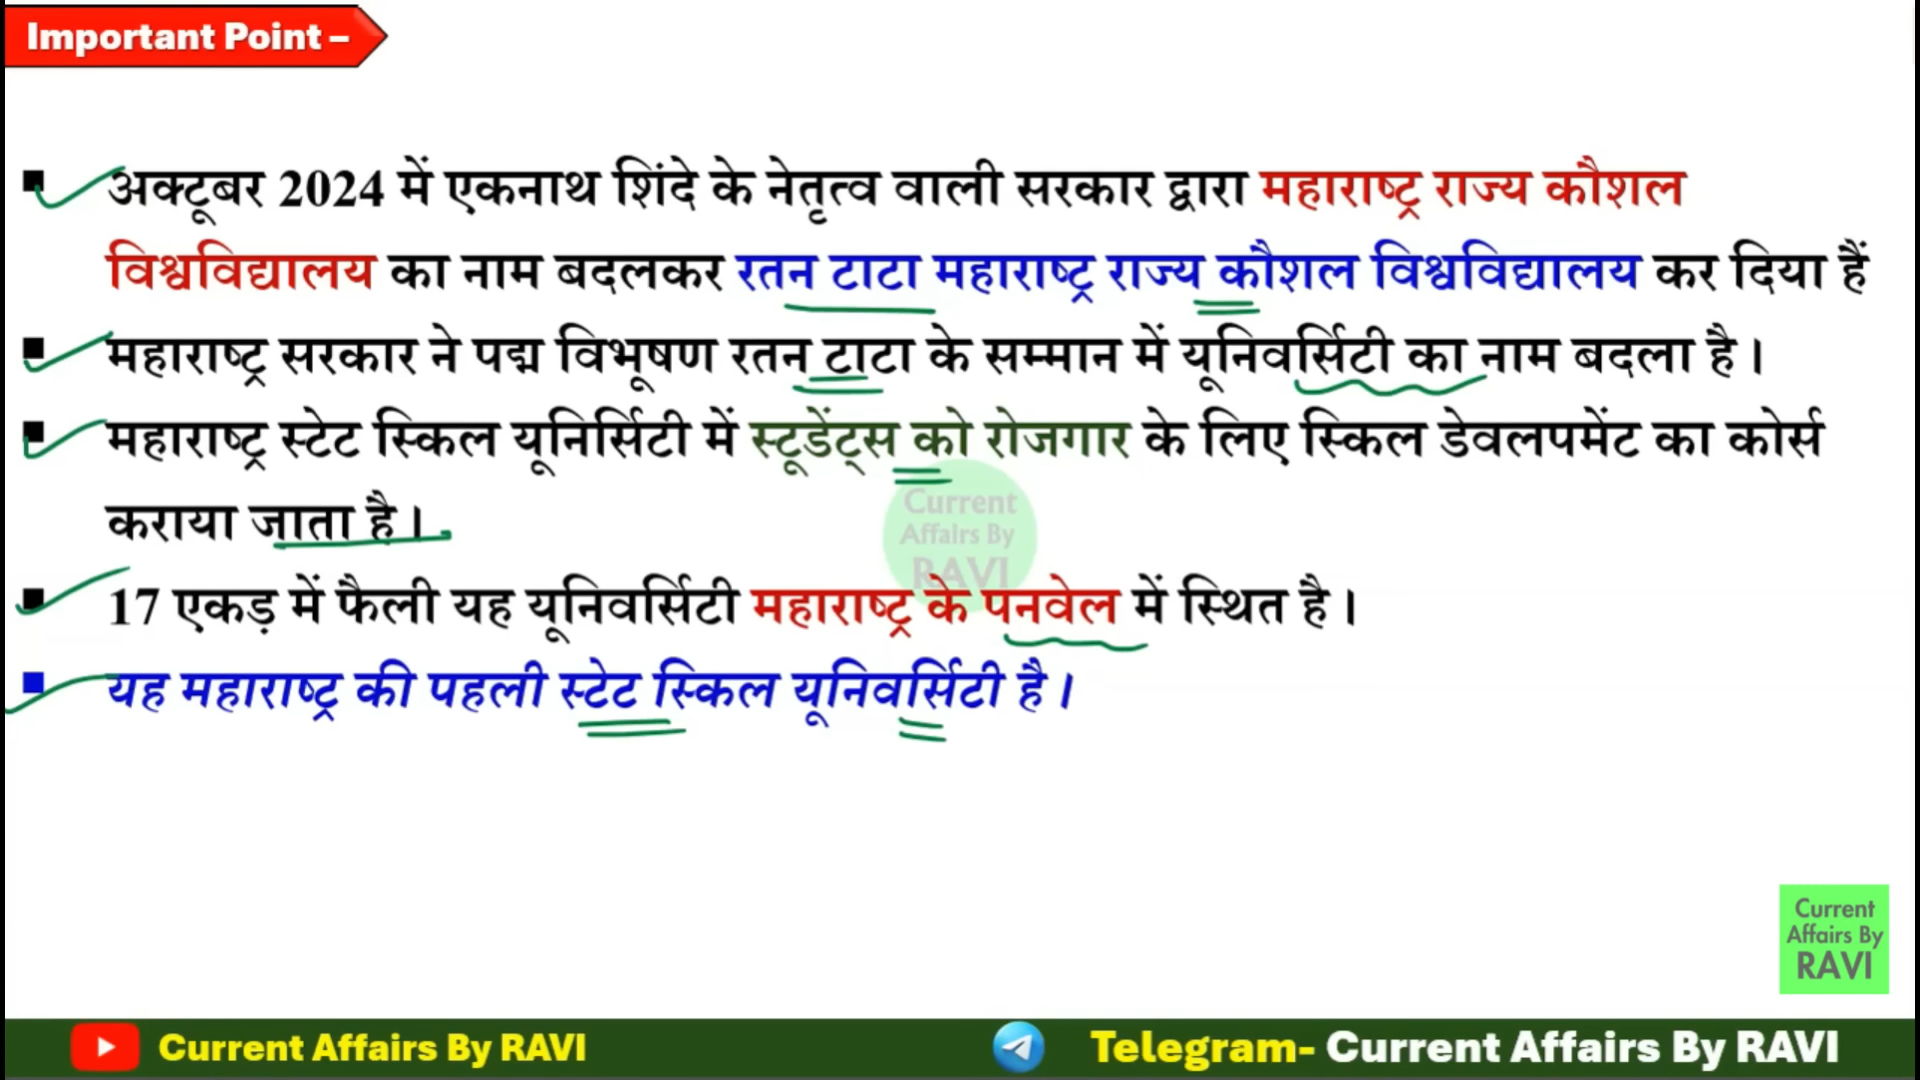 Important Point –
अक्टूबर 2024 में एकनाथ शिंदे के नेतृत्व वाली सरकार द्वारा महाराष्ट्र राज्य कौशल
विश्वविद्यालय का नाम बदलकर रतन टाटा महाराष्ट्र राज्य कौशल विश्वविद्यालय कर दिया हैं
महाराष्ट्र सरकार ने पद्म विभूषण रतन टाटा के सम्मान में यूनिवर्सिटी का नाम बदला है।
महाराष्ट्र स्टेट स्किल यूनिर्सिटी में स्टूडेंट्स को रोजगार के लिए स्किल डेवलपमेंट का कोर्स
कराया जाता है।
Current
Affairs By
RAVI
17 एकड़ में फैली यह यूनिवर्सिटी महाराष्ट्र के पनवेल में स्थित है।
यह महाराष्ट्र की पहली स्टेट स्किल यूनिवर्सिटी है।
Current
Affairs By
RAVI
Current Affairs By RAVI
Telegram- Current Affairs By RAVI